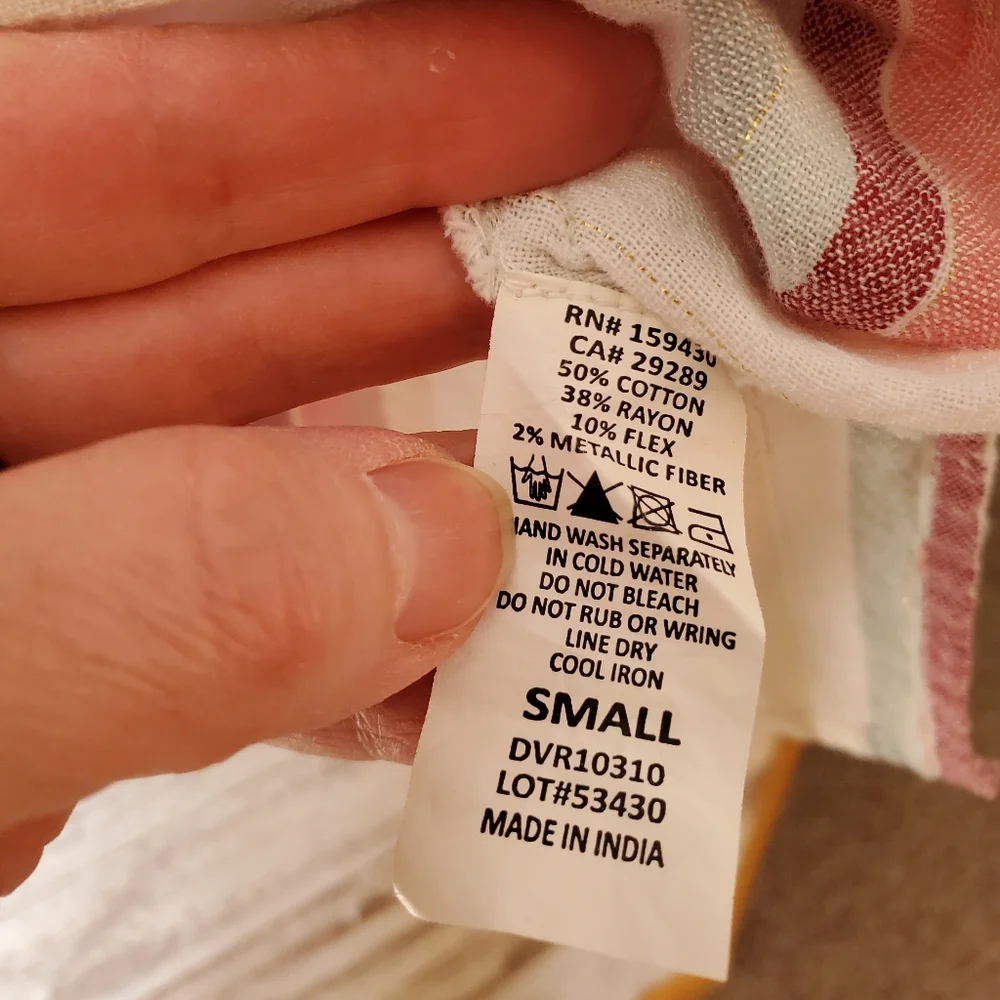 RN# 159430
CA# 29289
50% COTTON
38% RAYON
10% FLEX
2% METALLIC FIBER
HAND WASH SEPARATELY
IN COLD WATER
DO NOT BLEACH
DO NOT RUB OR WRING
LINE DRY
COOL IRON
SMALL
DVR10310
LOT#53430
MADE IN INDIA